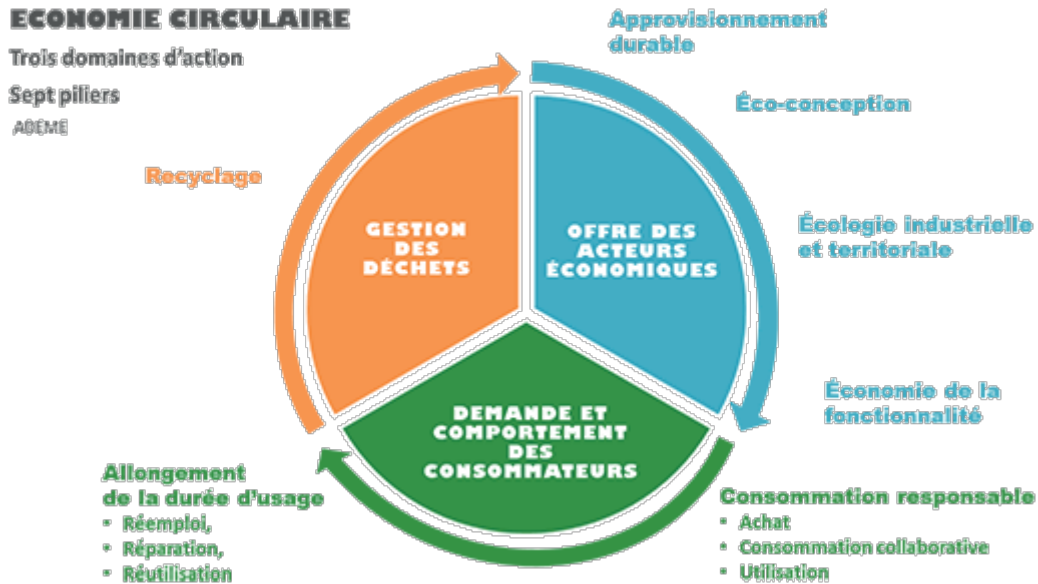 ECONOMIE CIRCULAIRE
Trois domaines d'action
Sept piliers
ADEME
Approvisionnement
durable
Éco-conception
Écologie industrielle
et territoriale
Économie de la
fonctionnalité
OFFRE DES
ACTEURS
ÉCONOMIQUES
Consommation responsable
• Achat
• Consommation collaborative
• Utilisation
DEMANDE ET
COMPORTEMENT
DES
CONSOMMATEURS
Allongement
de la durée d'usage
• Réemploi,
• Réparation,
• Réutilisation
Recyclage
GESTION
DES
DÉCHETS